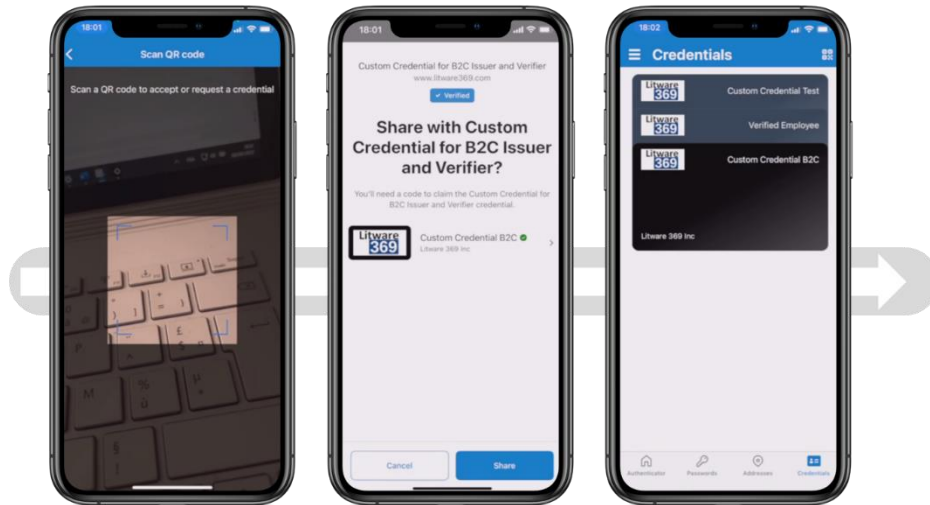 18:01
Scan QR code
Scan a QR code to accept or request a credential
18:01
Custom Credential for B2C Issuer and Verifier
www.litware369.com
✓ Verified
Share with Custom
Credential for B2C Issuer
and Verifier?
You'll need a code to claim the Custom Credential for
B2C Issuer and Verifier credential.
Litware
369
Custom Credential B2C
Litware 369 Inc
Cancel
Share
18:02
Credentials
Litware
369
Custom Credential Test
Litware
369
Verified Employee
Litware
369
Custom Credential B2C
Litware 369 Inc
Authenticator
Passwords
Addresses
Credentials